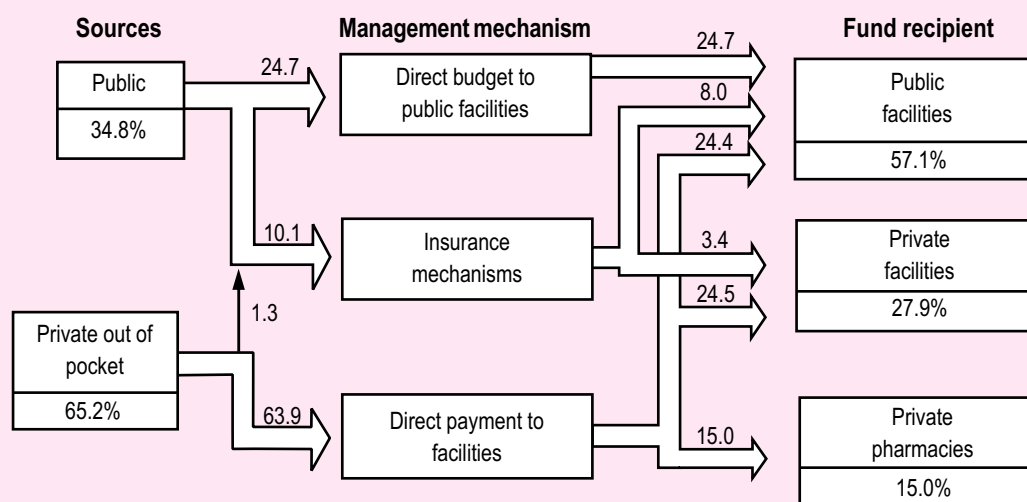 Sources
Management mechanism
Fund recipient
Public
34.8%
24.7
Direct budget to
public facilities
24.7
8.0
24.4
Public
facilities
57.1%
10.1
Insurance
mechanisms
3.4
24.5
Private
facilities
27.9%
1.3
Private out of
pocket
65.2%
63.9
Direct payment to
facilities
15.0
Private
pharmacies
15.0%